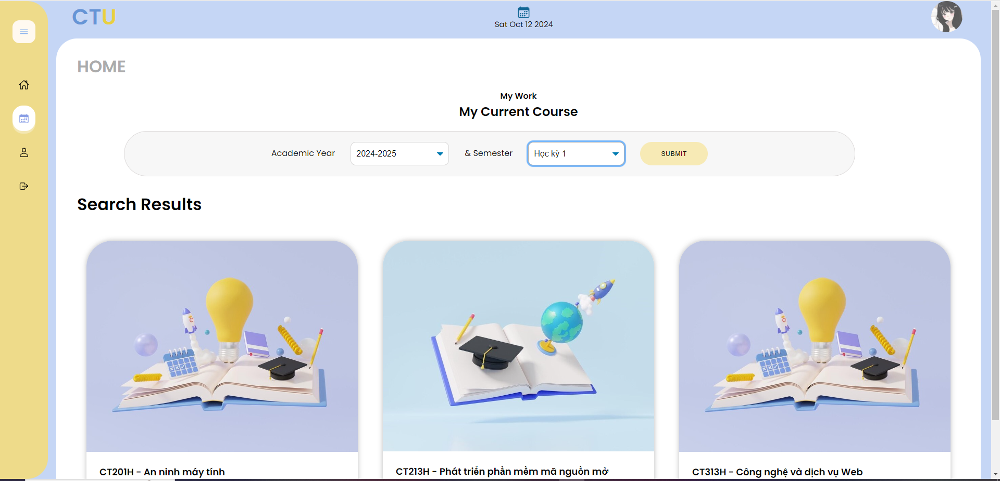 CTU
Sat Oct 12 2024
HOME
My Work
My Current Course
Academic Year 2024-2025 & Semester Học kỳ 1 SUBMIT
Search Results
CT201H - An ninh máy tính
CT213H - Phát triển phần mềm mã nguồn mở
CT313H - Công nghệ và dịch vụ Web